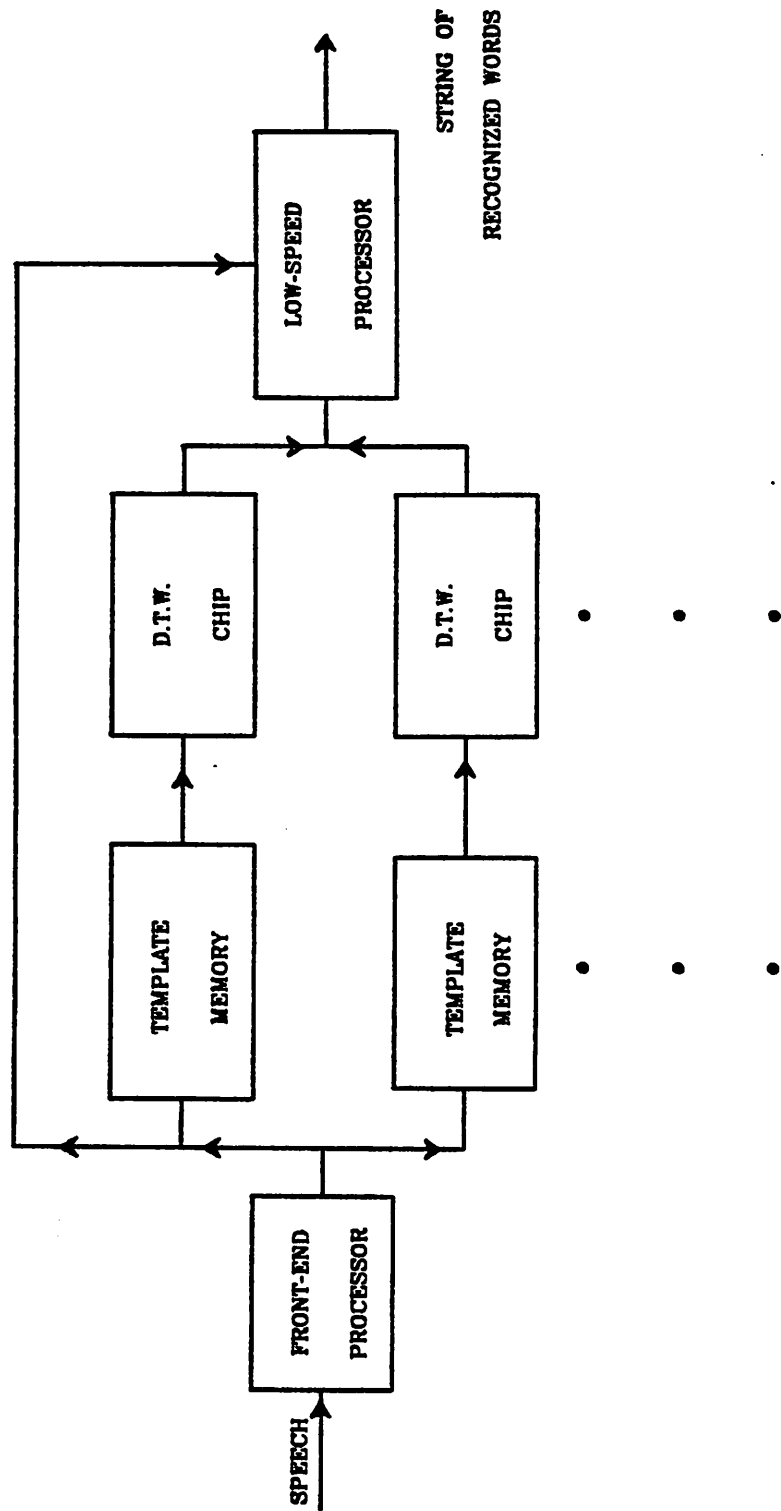 SPEECH
FRONT-END
PROCESSOR
TEMPLATE
MEMORY
D.T.W.
CHIP
TEMPLATE
MEMORY
D.T.W.
CHIP
LOW-SPEED
PROCESSOR
STRING OF
RECOGNIZED WORDS